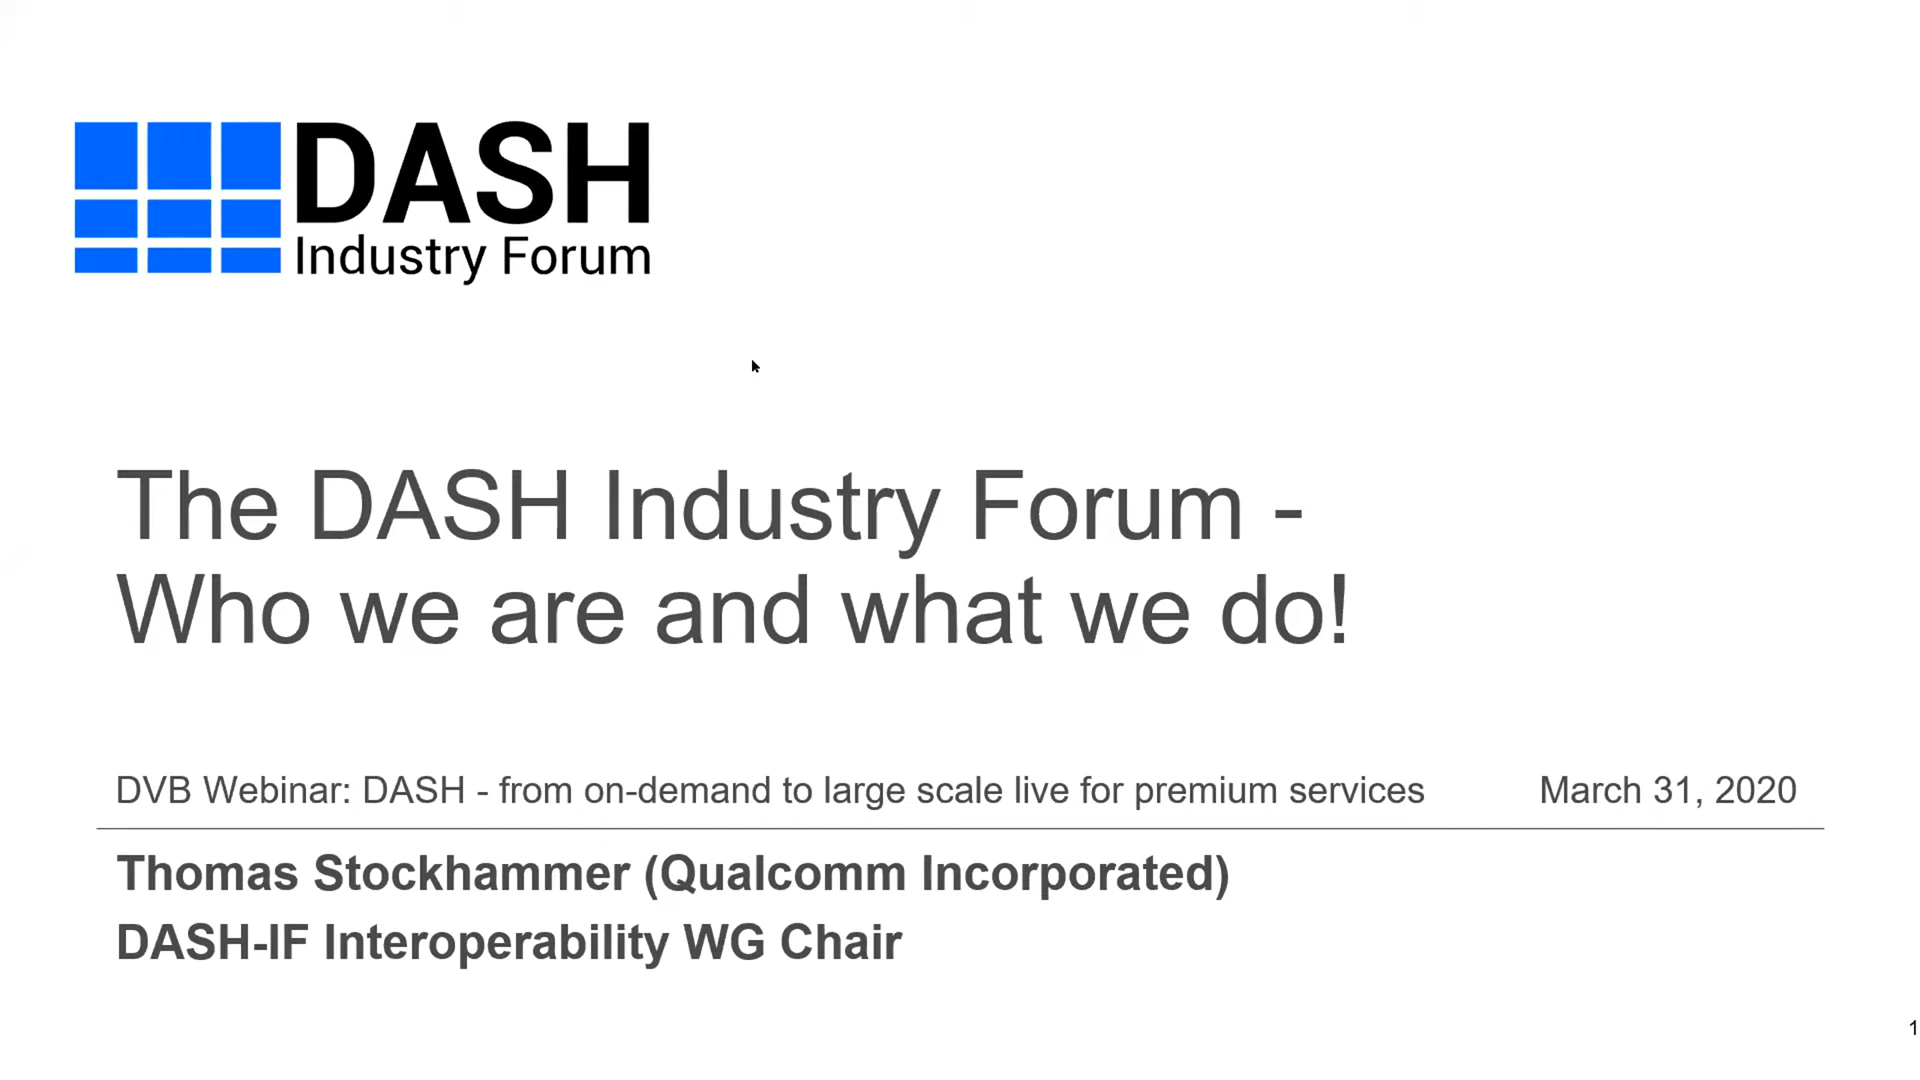 DASH
Industry Forum
The DASH Industry Forum -
Who we are and what we do!
DVB Webinar: DASH - from on-demand to large scale live for premium services March 31, 2020
Thomas Stockhammer (Qualcomm Incorporated)
DASH-IF Interoperability WG Chair
1